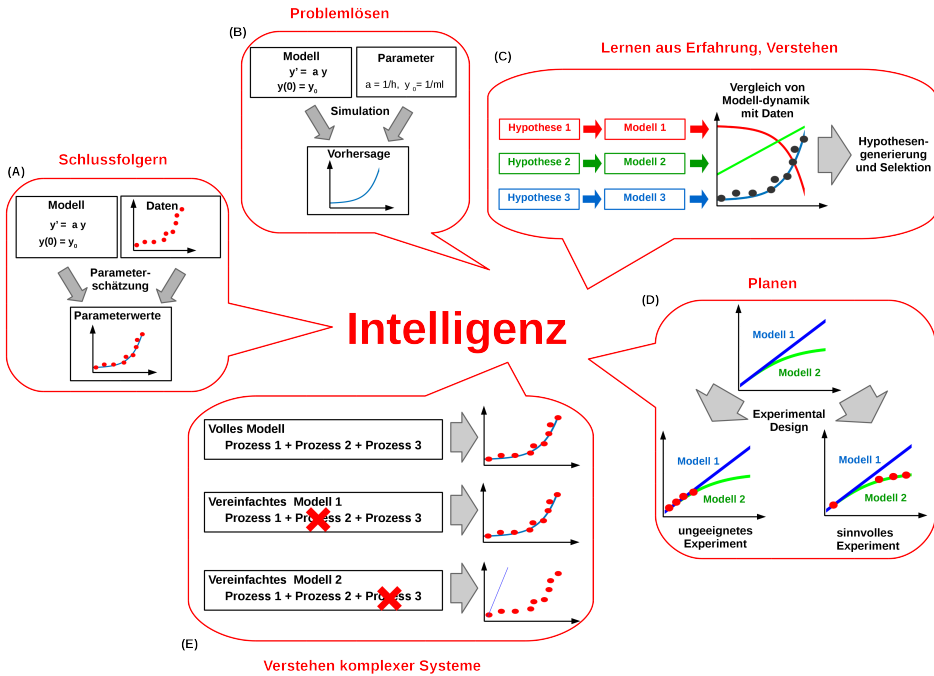 Problemlösen
(B)
Modell
y' = a y
y(0) = y0
Parameter
a = 1/h, y 0= 1/ml
Simulation
Vorhersage
Lernen aus Erfahrung, Verstehen
(C)
Vergleich von
Modell-dynamik
mit Daten
Hypothese 1
Modell 1
Hypothese 2
Modell 2
Hypothese 3
Modell 3
Hypothesen-
generierung
und Selektion
Schlussfolgern
(A)
Modell
y' = a y
y(0) = y0
Daten
Parameter-
schätzung
Parameterwerte
Intelligenz
Planen
(D)
Modell 1
Modell 2
Experimental
Design
Modell 1
Modell 2
ungeeignetes
Experiment
Modell 1
Modell 2
sinnvolles
Experiment
Volles Modell
Prozess 1 + Prozess 2 + Prozess 3
Vereinfachtes Modell 1
Prozess 1 + Prozess 2 + Prozess 3
Vereinfachtes Modell 2
Prozess 1 + Prozess 2 + Prozess 3
(E)
Verstehen komplexer Systeme